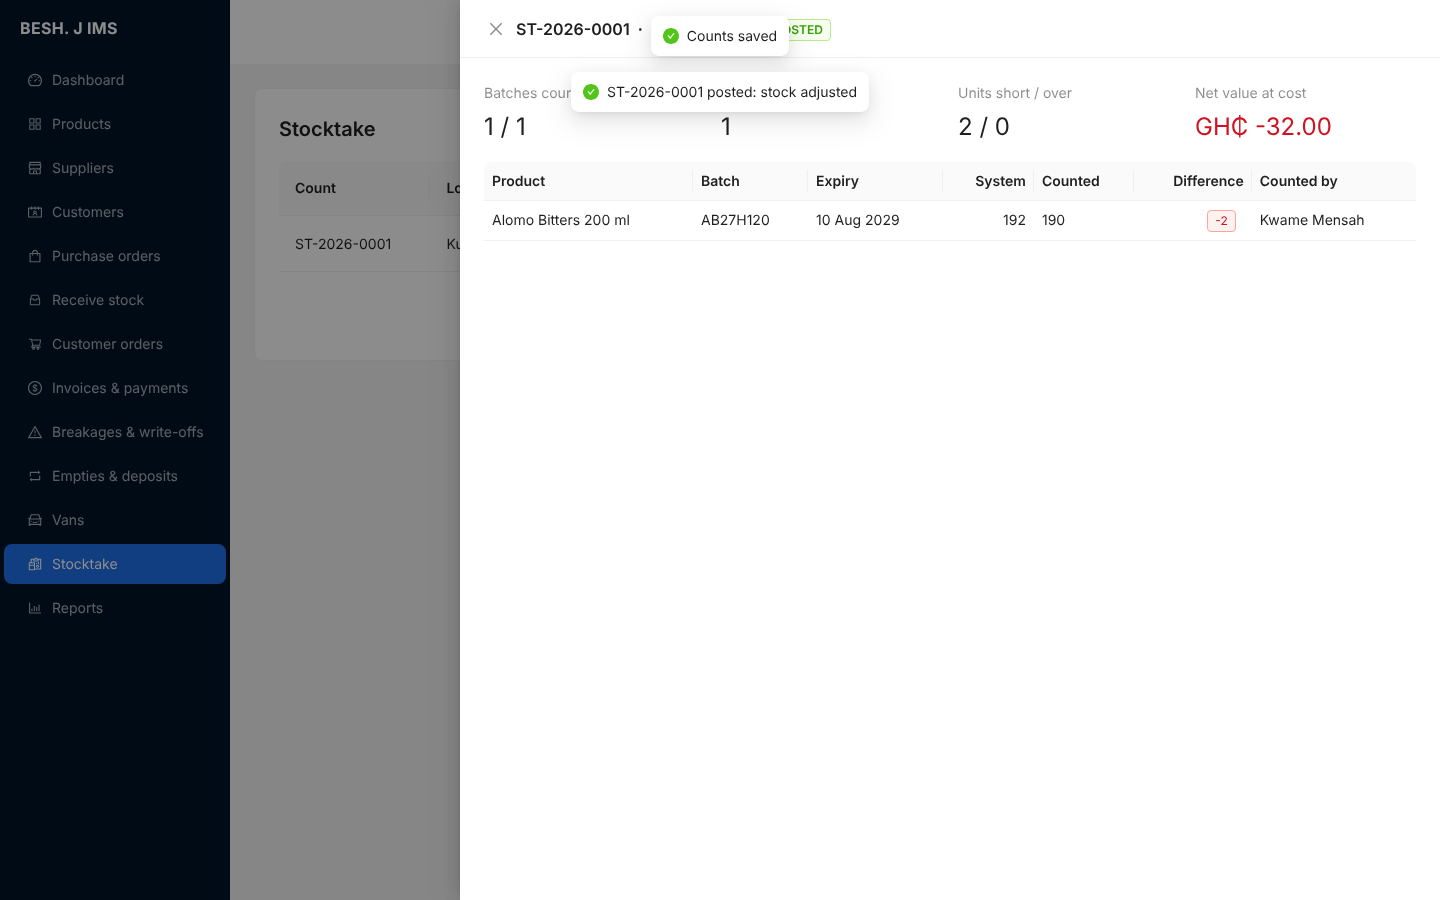 BESH. J IMS
Dashboard
Products
Suppliers
Customers
Purchase orders
Receive stock
Customer orders
Invoices & payments
Breakages & write-offs
Empties & deposits
Vans
Stocktake
Reports
Stocktake
Count
ST-2026-0001
ST-2026-0001 ·
Counts saved
ST-2026-0001 posted: stock adjusted
Batches
1 / 1
1
Units short / over
2 / 0
Net value at cost
GH₵ -32.00
Product Batch Expiry System Counted Difference Counted by
Alomo Bitters 200 ml AB27H120 10 Aug 2029 192 190 -2 Kwame Mensah